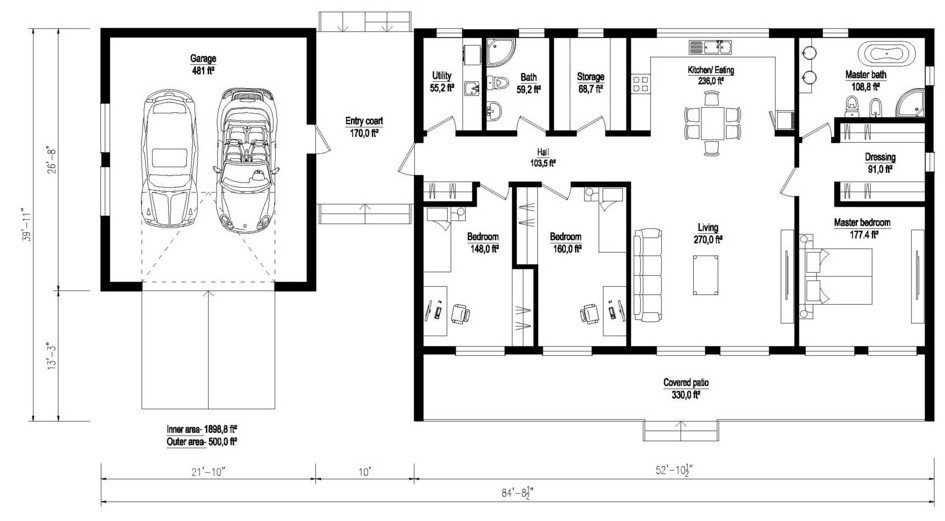 Garage
481 ft²
Utility
55,2 ft²
Bath
59,2 ft²
Storage
68,7 ft²
Kitchen/ Eating
236,0 ft²
Master bath
108,8 ft²
Entry coart
170,0 ft²
Hall
103,5 ft²
Dressing
91,0 ft²
Bedroom
148,0 ft²
Bedroom
160,0 ft²
Living
270,0 ft²
Master bedroom
177.4 ft²
Covered patio
330,0 ft²
Inner area- 1898,8 ft²
Outer area- 500,0 ft²
39'-11"
26'-8"
13'-3"
21'-10"
10'
52'-10½"
84'-8½"